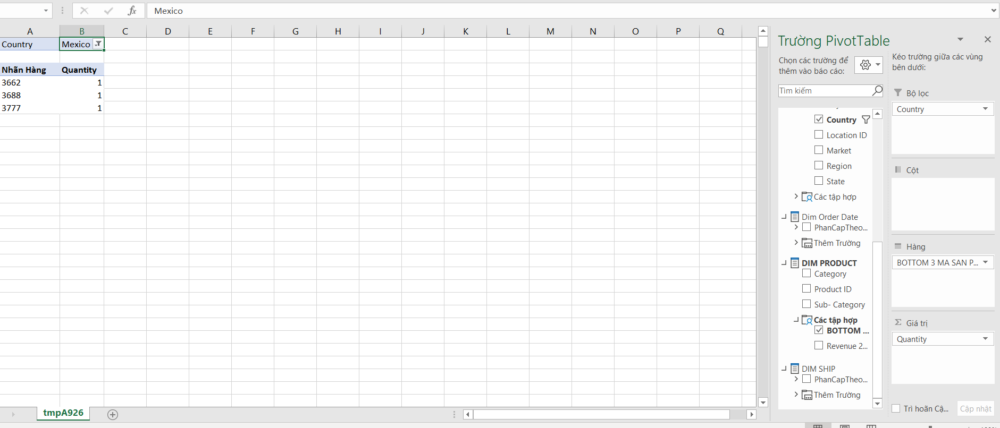 fx Mexico
A B C D E F G H I J K L M N O P Q
Country Mexico
Nhãn Hàng Quantity
3662 1
3688 1
3777 1
tmpA926
Trường PivotTable
Chọn các trường để
thêm vào báo cáo:
Tìm kiếm
Country
Location ID
Market
Region
State
Các tập hợp
Dim Order Date
PhanCapTheo...
Thêm Trường
DIM PRODUCT
Category
Product ID
Sub- Category
Các tập hợp
BOTTOM ...
Revenue 2...
DIM SHIP
PhanCapTheo...
Thêm Trường
Kéo trường giữa các vùng
bên dưới:
Bộ lọc
Country
Cột
Hàng
BOTTOM 3 MA SAN P...
Σ Giá trị
Quantity
Trì hoãn Cậ...
Cập nhật